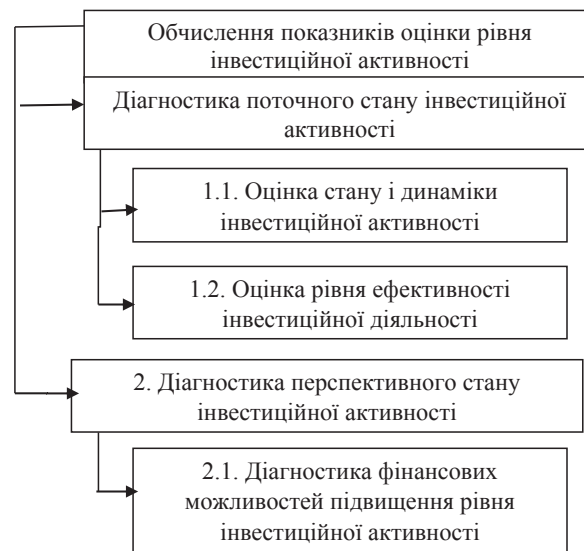 Обчислення показників оцінки рівня
інвестиційної активності
Діагностика поточного стану інвестиційної
активності
1.1. Оцінка стану і динаміки
інвестиційної активності
1.2. Оцінка рівня ефективності
інвестиційної діяльності
2. Діагностика перспективного стану
інвестиційної активності
2.1. Діагностика фінансових
можливостей підвищення рівня
інвестиційної активності